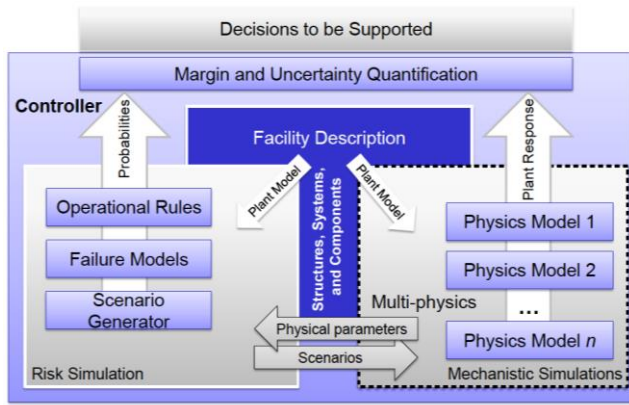 Decisions to be Supported
Margin and Uncertainty Quantification
Controller
Probabilities
Facility Description
Plant Response
Plant Model
Plant Model
Structures, Systems,
and Components
Operational Rules
Failure Models
Scenario
Generator
Risk Simulation
Physical parameters
Scenarios
Physics Model 1
Physics Model 2
Multi-physics
...
Physics Model n
Mechanistic Simulations